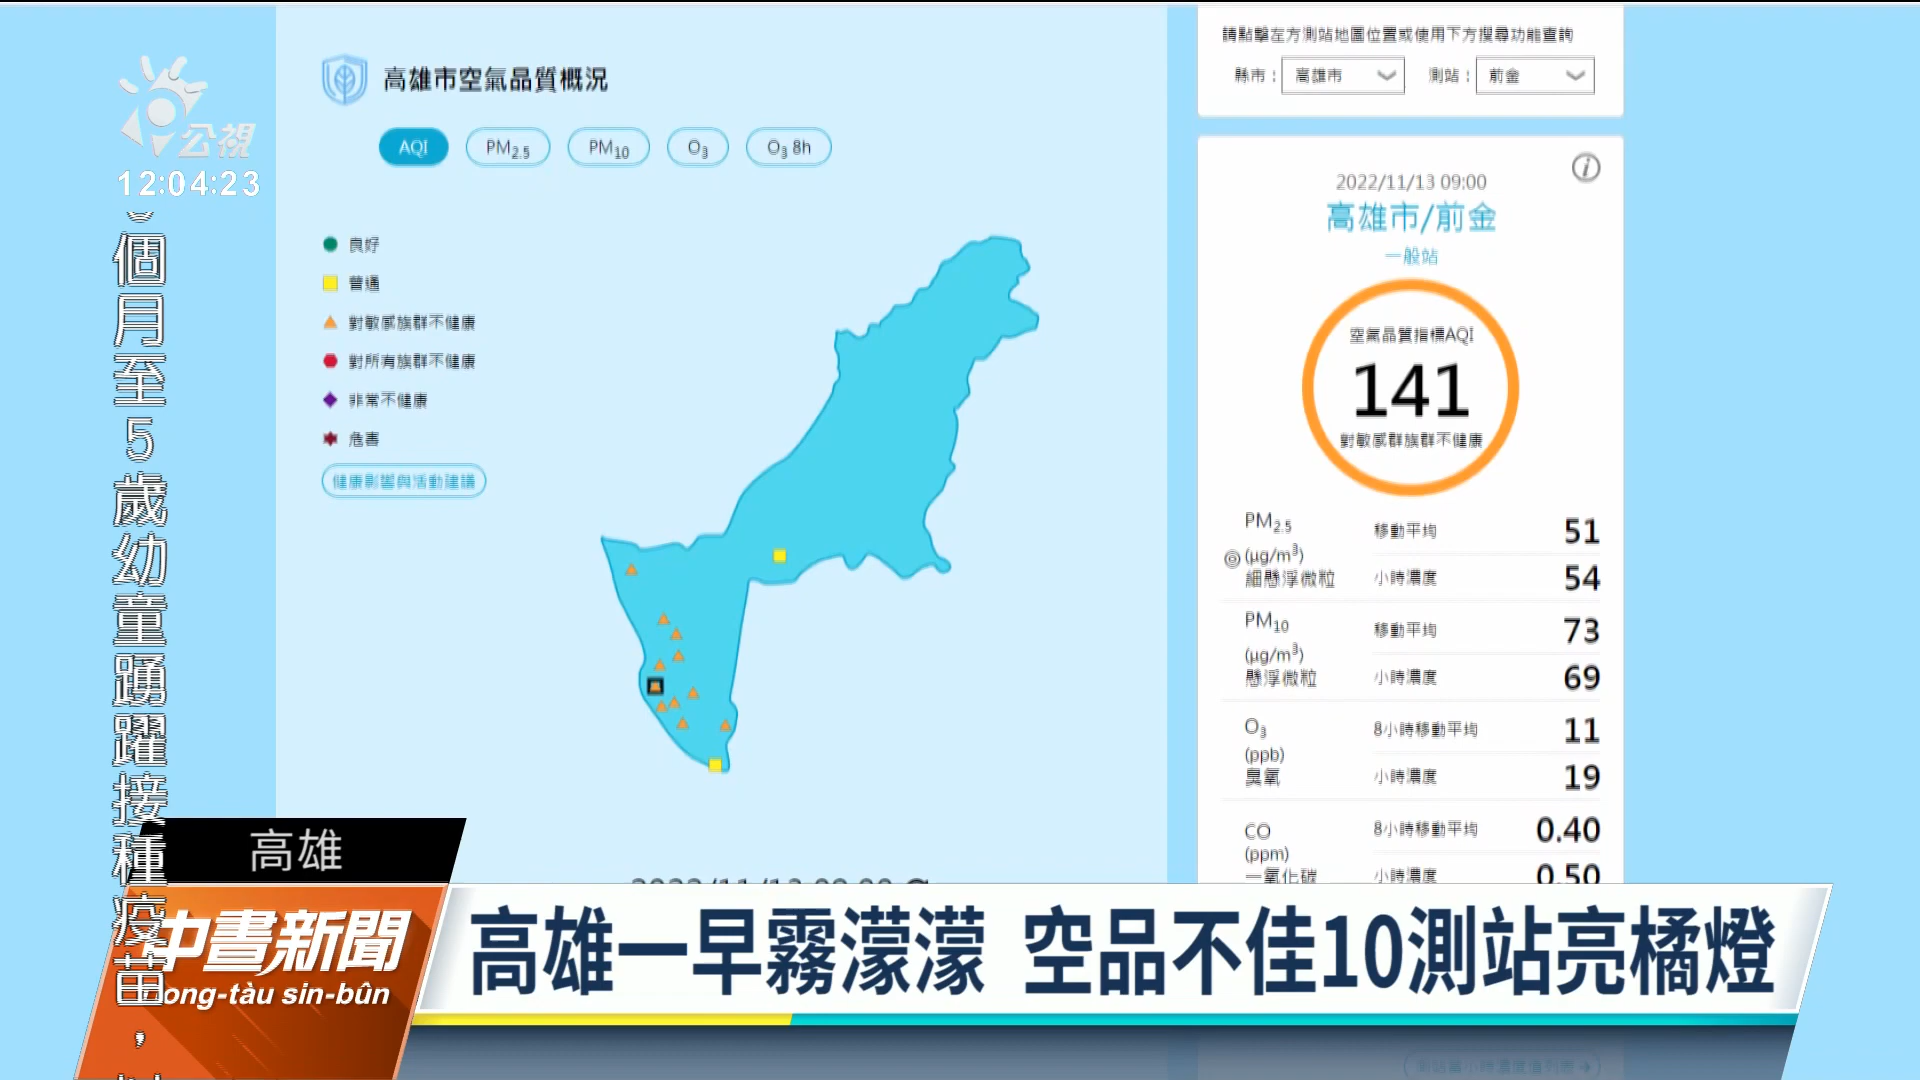 公視
12:04:23
個月至5歲幼童踴躍接種疫苗，
高雄市空氣品質概況
AQI
PM2.5
PM10
O3
O3 8h
良好
普通
對敏感族群不健康
對所有族群不健康
非常不健康
危害
健康影響與活動建議
請點擊左方測站地圖位置或使用下方搜尋功能查詢
縣市：
高雄市
測站：
前金
2022/11/13 09:00
高雄市/前金
一般站
空氣品質指標AQI
141
對敏感群族群不健康
PM2.5
(μg/m3)
細懸浮微粒
移動平均
51
小時濃度
54
PM10
(μg/m3)
懸浮微粒
移動平均
73
小時濃度
69
O3
(ppb)
臭氧
8小時移動平均
11
小時濃度
19
CO
(ppm)
一氧化碳
8小時移動平均
0.40
小時濃度
0.50
高雄
中晝新聞
ong-tàu sin-bûn
高雄一早霧濛濛 空品不佳10測站亮橘燈